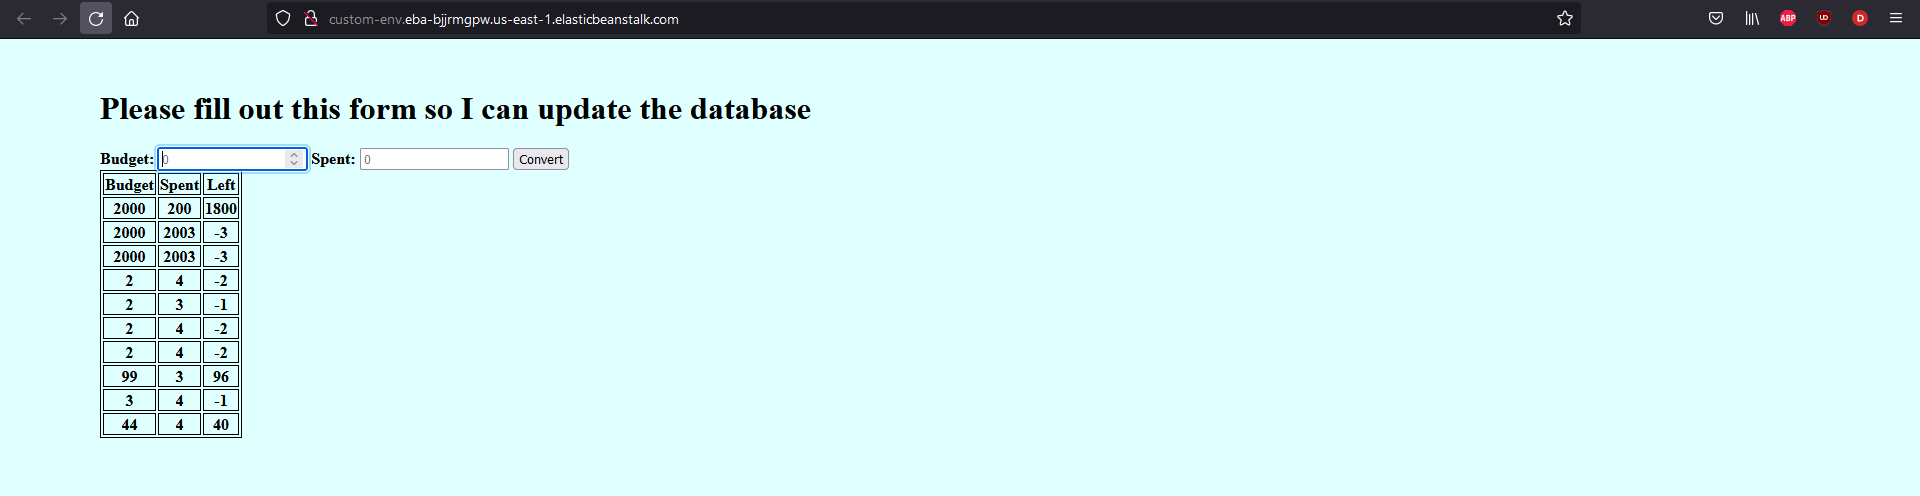 custom-env.eba-bjjrmgpw.us-east-1.elasticbeanstalk.com
ABP
UD
D
Please fill out this form so I can update the database
Budget: 0 Spent: 0 Convert
Budget Spent Left
2000 200 1800
2000 2003 -3
2000 2003 -3
2 4 -2
2 3 -1
2 4 -2
2 4 -2
99 3 96
3 4 -1
44 4 40